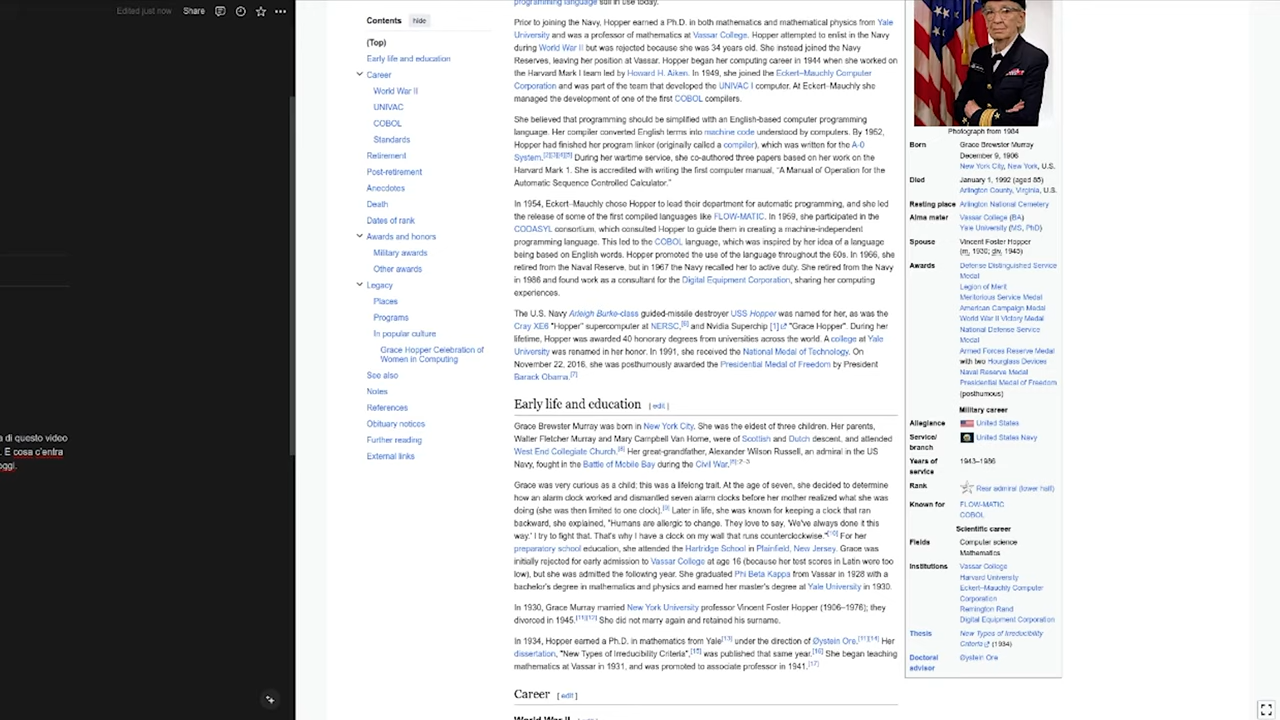 Edited just now
Share
a di questo video
. E cosa c'entra
oggi.
Contents
hide
(Top)
Early life and education
Career
World War II
UNIVAC
COBOL
Standards
Retirement
Post-retirement
Anecdotes
Death
Dates of rank
Awards and honors
Military awards
Other awards
Legacy
Places
Programs
In popular culture
Grace Hopper Celebration of
Women in Computing
See also
Notes
References
Obituary notices
Further reading
External links
programming language still in use today.
Prior to joining the Navy, Hopper earned a Ph.D. in both mathematics and mathematical physics from Yale
University and was a professor of mathematics at Vassar College. Hopper attempted to enlist in the Navy
during World War II but was rejected because she was 34 years old. She instead joined the Navy
Reserves, leaving her position at Vassar. Hopper began her computing career in 1944 when she worked on
the Harvard Mark I team led by Howard H. Aiken. In 1949, she joined the Eckert–Mauchly Computer
Corporation and was part of the team that developed the UNIVAC I computer. At Eckert–Mauchly she
managed the development of one of the first COBOL compilers.
She believed that programming should be simplified with an English-based computer programming
language. Her compiler converted English terms into machine code understood by computers. By 1952,
Hopper had finished her program linker (originally called a compiler), which was written for the A-0
System.[2][3][4][5] During her wartime service, she co-authored three papers based on her work on the
Harvard Mark 1. She is accredited with writing the first computer manual, "A Manual of Operation for the
Automatic Sequence Controlled Calculator."
In 1954, Eckert–Mauchly chose Hopper to lead their department for automatic programming, and she led
the release of some of the first compiled languages like FLOW-MATIC. In 1959, she participated in the
CODASYL consortium, which consulted Hopper to guide them in creating a machine-independent
programming language. This led to the COBOL language, which was inspired by her idea of a language
being based on English words. Hopper promoted the use of the language throughout the 60s. In 1966, she
retired from the Naval Reserve, but in 1967 the Navy recalled her to active duty. She retired from the Navy
in 1986 and found work as a consultant for the Digital Equipment Corporation, sharing her computing
experiences.
The U.S. Navy Arleigh Burke-class guided-missile destroyer USS Hopper was named for her, as was the
Cray XE6 "Hopper" supercomputer at NERSC,[6] and Nvidia Superchip [1] "Grace Hopper". During her
lifetime, Hopper was awarded 40 honorary degrees from universities across the world. A college at Yale
University was renamed in her honor. In 1991, she received the National Medal of Technology. On
November 22, 2016, she was posthumously awarded the Presidential Medal of Freedom by President
Barack Obama.[7]
Early life and education [ edit ]
Grace Brewster Murray was born in New York City. She was the eldest of three children. Her parents,
Walter Fletcher Murray and Mary Campbell Van Horne, were of Scottish and Dutch descent, and attended
West End Collegiate Church.[8] Her great-grandfather, Alexander Wilson Russell, an admiral in the US
Navy, fought in the Battle of Mobile Bay during the Civil War.[8]:2–3
Grace was very curious as a child; this was a lifelong trait. At the age of seven, she decided to determine
how an alarm clock worked and dismantled seven alarm clocks before her mother realized what she was
doing (she was then limited to one clock).[9] Later in life, she was known for keeping a clock that ran
backward, she explained, "Humans are allergic to change. They love to say, 'We've always done it this
way.' I try to fight that. That's why I have a clock on my wall that runs counterclockwise."[10] For her
preparatory school education, she attended the Hartridge School in Plainfield, New Jersey. Grace was
initially rejected for early admission to Vassar College at age 16 (because her test scores in Latin were too
low), but she was admitted the following year. She graduated Phi Beta Kappa from Vassar in 1928 with a
bachelor's degree in mathematics and physics and earned her master's degree at Yale University in 1930.
In 1930, Grace Murray married New York University professor Vincent Foster Hopper (1906–1976); they
divorced in 1945.[11][12] She did not marry again and retained his surname.
In 1934, Hopper earned a Ph.D. in mathematics from Yale[13] under the direction of Øystein Ore.[11][14] Her
dissertation, "New Types of Irreducibility Criteria",[15] was published that same year.[16] She began teaching
mathematics at Vassar in 1931, and was promoted to associate professor in 1941.[17]
Career [ edit ]
World War II
Photograph from 1984
Born Grace Brewster Murray
December 9, 1906
New York City, New York, U.S.
Died January 1, 1992 (aged 85)
Arlington County, Virginia, U.S.
Resting place Arlington National Cemetery
Alma mater Vassar College (BA)
Yale University (MS, PhD)
Spouse Vincent Foster Hopper
(m. 1930; div. 1945)
Awards Defense Distinguished Service
Medal
Legion of Merit
Meritorious Service Medal
American Campaign Medal
World War II Victory Medal
National Defense Service
Medal
Armed Forces Reserve Medal
with two Hourglass Devices
Naval Reserve Medal
Presidential Medal of Freedom
(posthumous)
Military career
Allegiance United States
Service/ United States Navy
branch
Years of 1943–1986
service
Rank Rear admiral (lower half)
Known for FLOW-MATIC
COBOL
Scientific career
Fields Computer science
Mathematics
Institutions Vassar College
Harvard University
Eckert–Mauchly Computer
Corporation
Remington Rand
Digital Equipment Corporation
Thesis New Types of Irreducibility
Criteria (1934)
Doctoral Øystein Ore
advisor